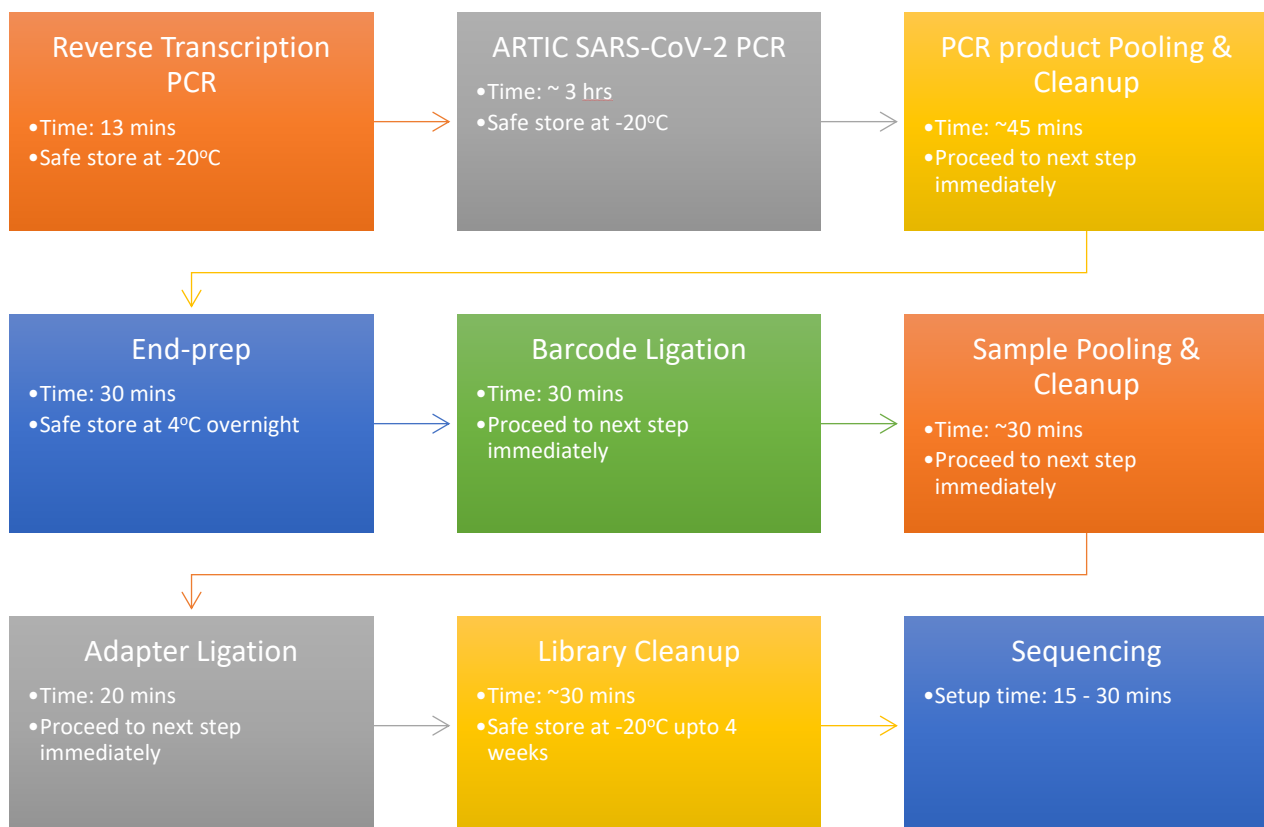 Reverse Transcription
PCR
•Time: 13 mins
•Safe store at -20°C
ARTIC SARS-CoV-2 PCR
•Time: ~ 3 hrs
•Safe store at -20°C
PCR product Pooling &
Cleanup
•Time: ~45 mins
•Proceed to next step
immediately
End-prep
•Time: 30 mins
•Safe store at 4°C overnight
Barcode Ligation
•Time: 30 mins
•Proceed to next step
immediately
Sample Pooling &
Cleanup
•Time: ~30 mins
•Proceed to next step
immediately
Adapter Ligation
•Time: 20 mins
•Proceed to next step
immediately
Library Cleanup
•Time: ~30 mins
•Safe store at -20°C upto 4
weeks
Sequencing
•Setup time: 15 - 30 mins